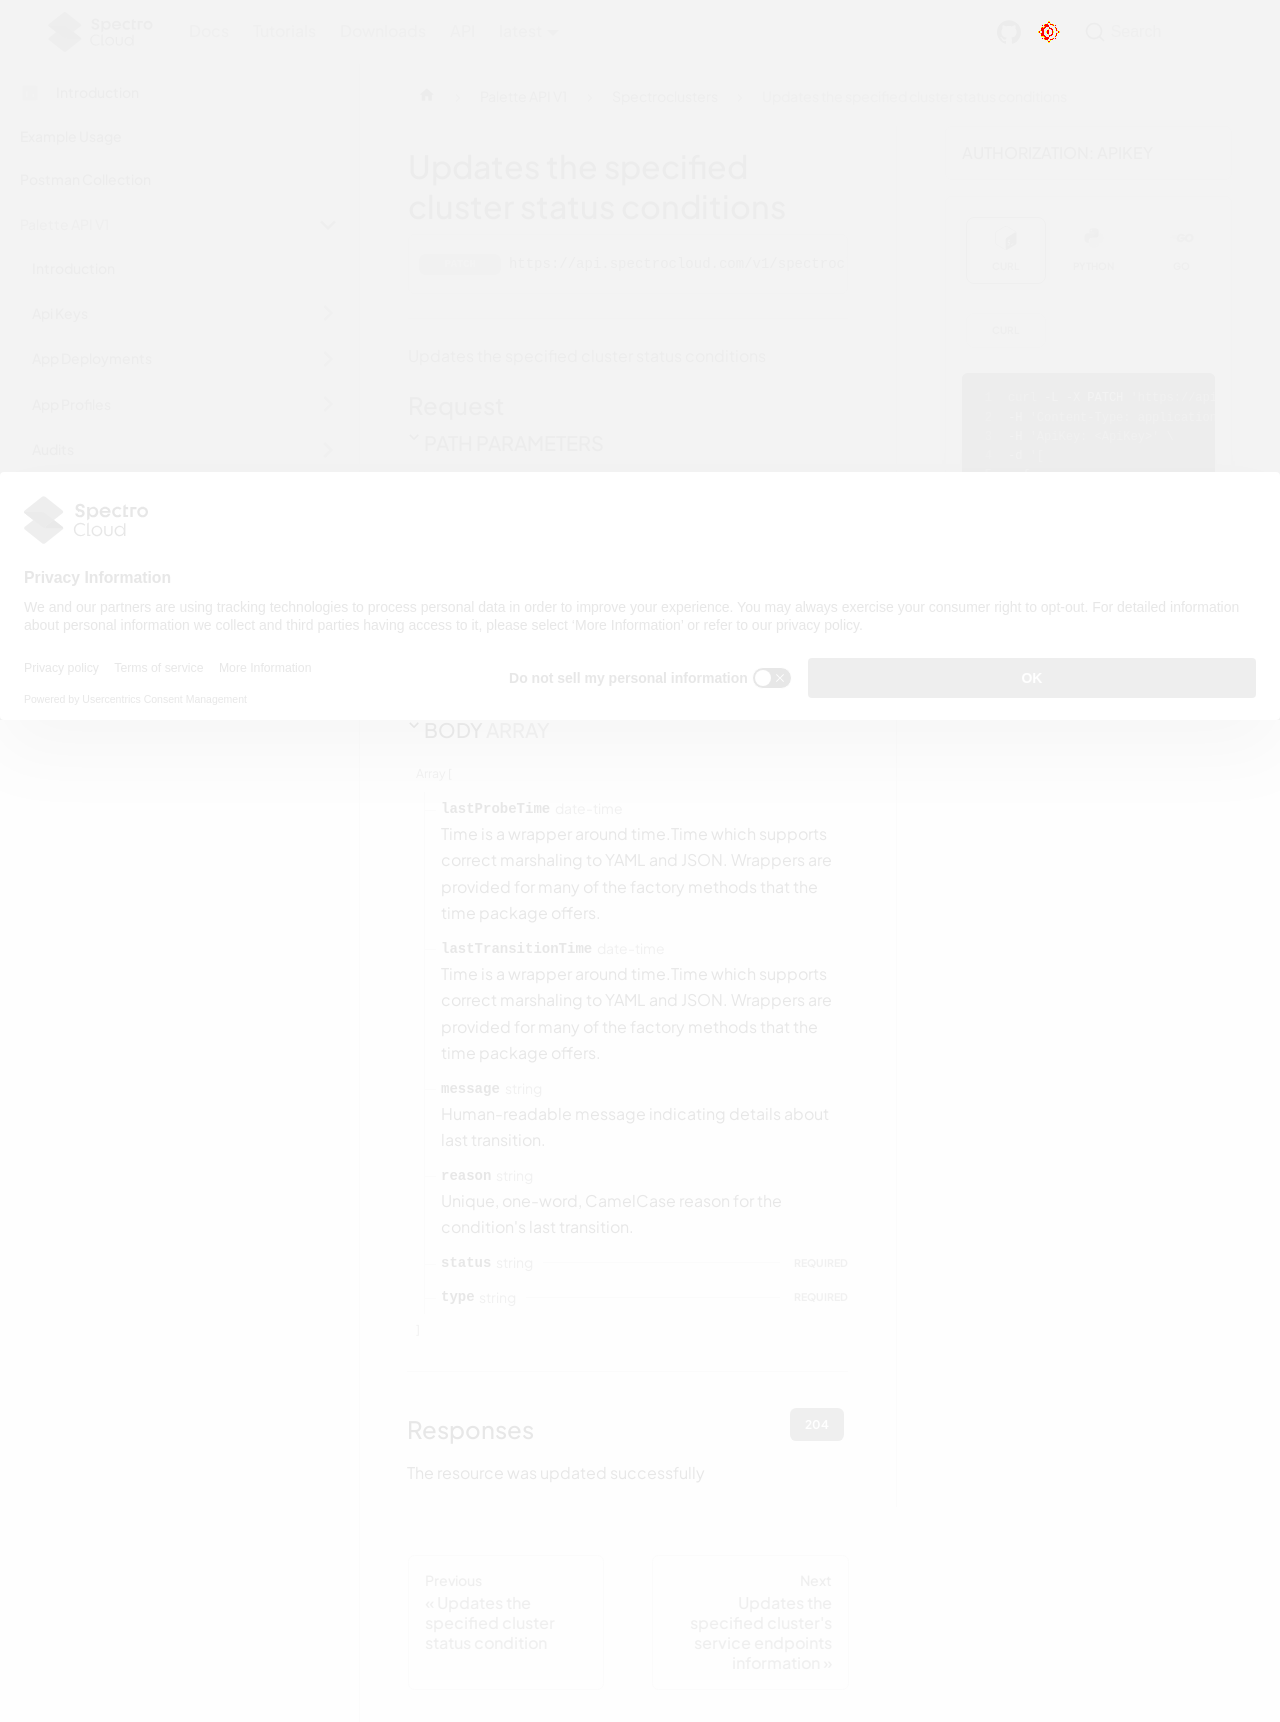 Spectro Cloud
Docs Tutorials Downloads API latest
Search
Introduction
Example Usage
Postman Collection
Palette API V1
Introduction
Api Keys
App Deployments
App Profiles
Audits
Palette API V1
Spectroclusters
Updates the specified cluster status conditions
Updates the specified
cluster status conditions
https://api.spectrocloud.com/v1/spectroc
Updates the specified cluster status conditions
Request
PATH PARAMETERS
AUTHORIZATION: APIKEY
CURL PYTHON GO
CURL
Spectro
Cloud
Privacy Information
We and our partners are using tracking technologies to process personal data in order to improve your experience. You may always exercise your consumer right to opt-out. For detailed information
about personal information we collect and third parties having access to it, please select 'More Information' or refer to our privacy policy.
Privacy policy Terms of service More Information
Do not sell my personal information
OK
Powered by Usercentrics Consent Management
BODY ARRAY
Array [
lastProbeTime date-time
Time is a wrapper around time.Time which supports
correct marshaling to YAML and JSON. Wrappers are
provided for many of the factory methods that the
time package offers.
lastTransitionTime date-time
Time is a wrapper around time.Time which supports
correct marshaling to YAML and JSON. Wrappers are
provided for many of the factory methods that the
time package offers.
message string
Human-readable message indicating details about
last transition.
reason string
Unique, one-word, CamelCase reason for the
condition's last transition.
status string REQUIRED
type string REQUIRED
]
Responses
204
The resource was updated successfully
Previous
« Updates the
specified cluster
status condition
Next
Updates the
specified cluster's
service endpoints
information »